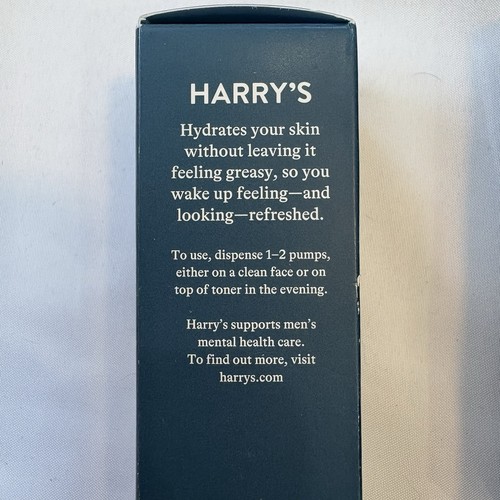 HARRY'S
Hydrates your skin
without leaving it
feeling greasy, so you
wake up feeling—and
looking—refreshed.
To use, dispense 1–2 pumps,
either on a clean face or on
top of toner in the evening.
Harry's supports men's
mental health care.
To find out more, visit
harrys.com